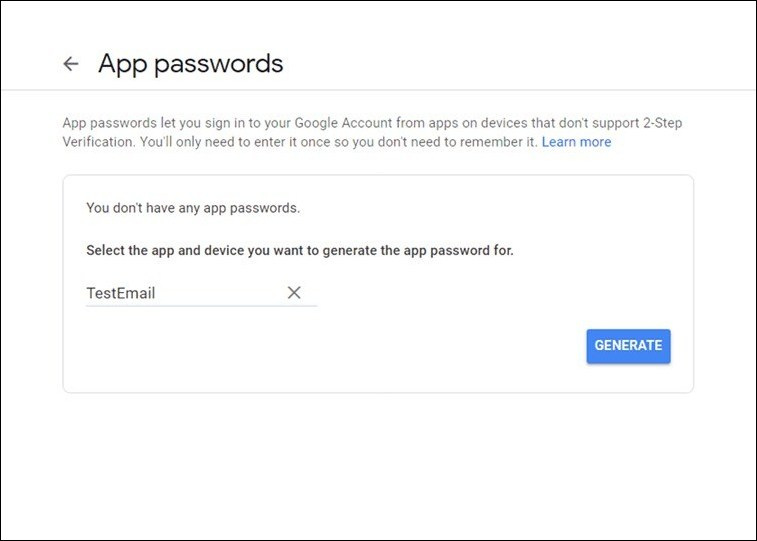 App passwords
App passwords let you sign in to your Google Account from apps on devices that don't support 2-Step
Verification. You'll only need to enter it once so you don't need to remember it. Learn more
You don't have any app passwords.
Select the app and device you want to generate the app password for.
TestEmail
GENERATE